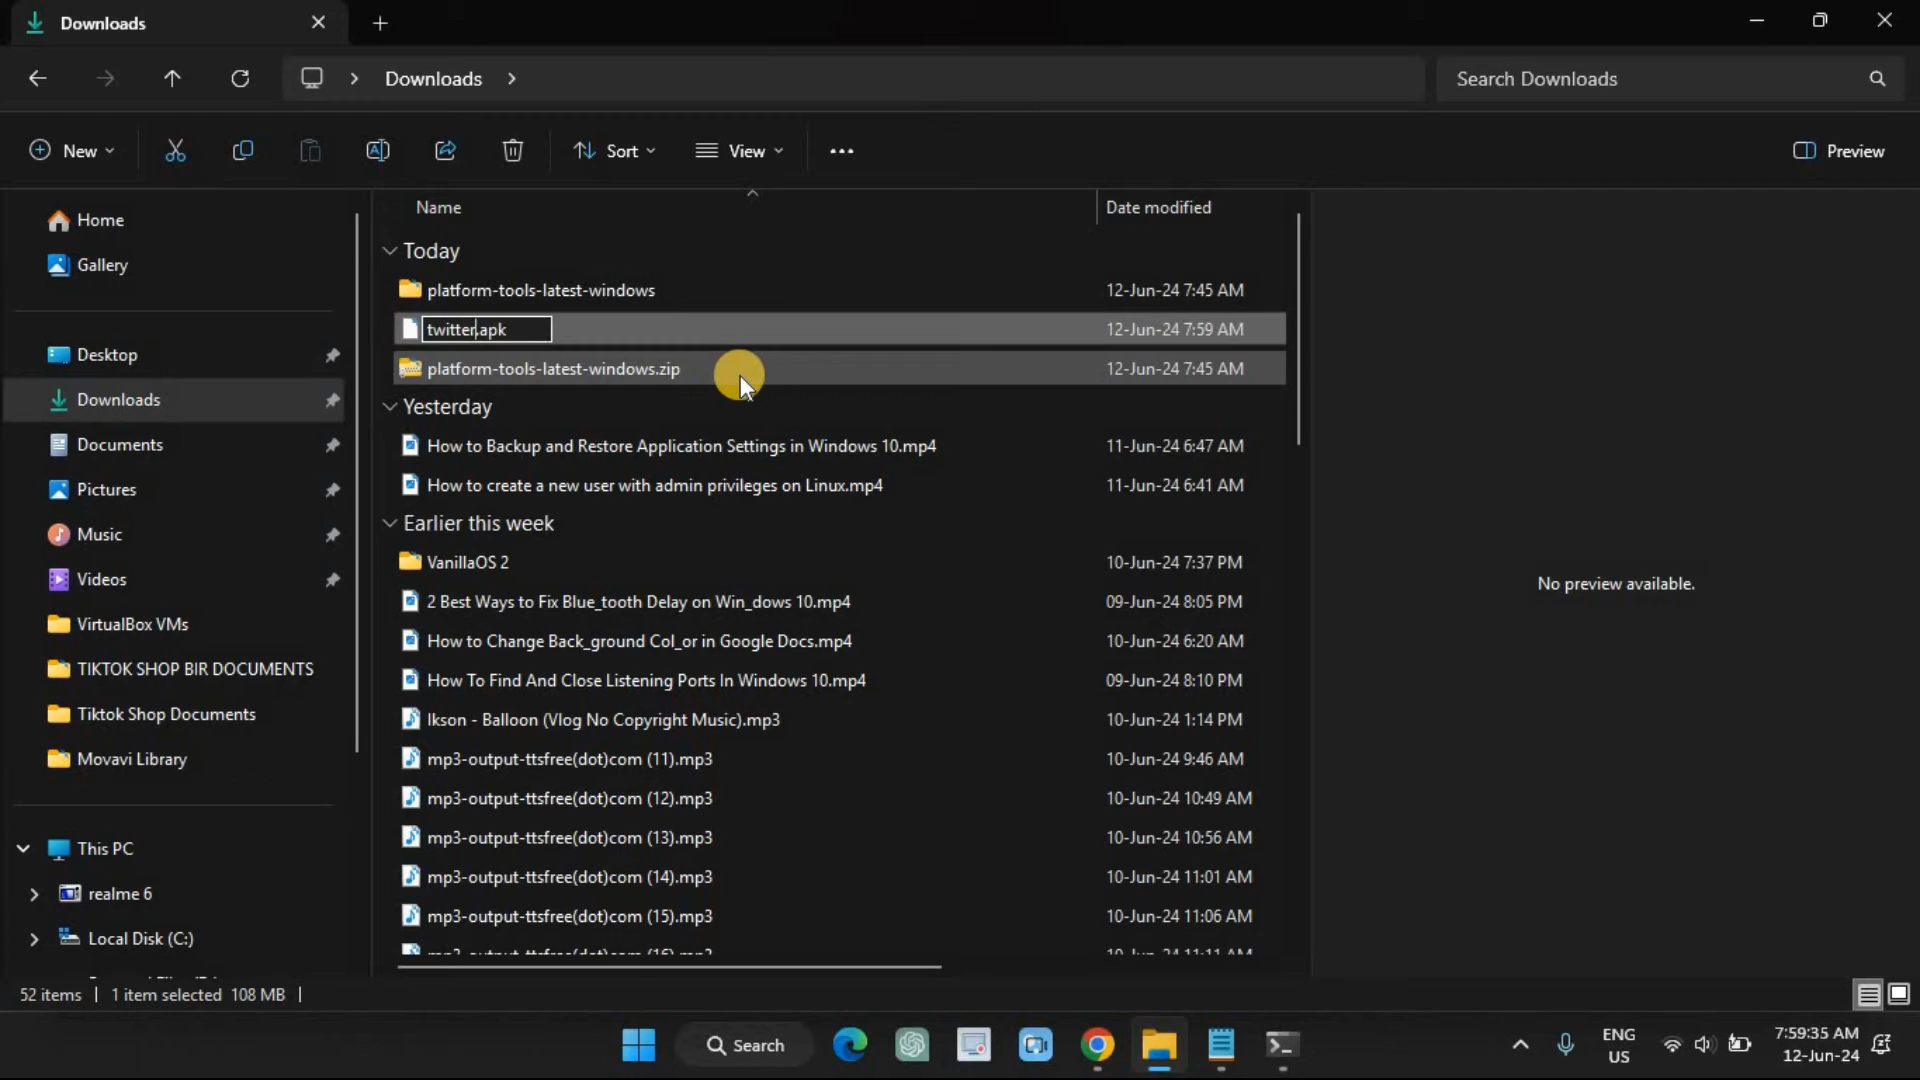 Downloads
Downloads
Search Downloads
New
Sort
View
Preview
Name
Date modified
Home
Gallery
Desktop
Downloads
Documents
Pictures
Music
Videos
VirtualBox VMs
TIKTOK SHOP BIR DOCUMENTS
Tiktok Shop Documents
Movavi Library
This PC
realme 6
Local Disk (C:)
Today
platform-tools-latest-windows 12-Jun-24 7:45 AM
twitter.apk 12-Jun-24 7:59 AM
platform-tools-latest-windows.zip 12-Jun-24 7:45 AM
Yesterday
How to Backup and Restore Application Settings in Windows 10.mp4 11-Jun-24 6:47 AM
How to create a new user with admin privileges on Linux.mp4 11-Jun-24 6:41 AM
Earlier this week
VanillaOS 2 10-Jun-24 7:37 PM
2 Best Ways to Fix Blue_tooth Delay on Win_dows 10.mp4 09-Jun-24 8:05 PM
How to Change Back_ground Col_or in Google Docs.mp4 10-Jun-24 6:20 AM
How To Find And Close Listening Ports In Windows 10.mp4 09-Jun-24 8:10 PM
Ikson - Balloon (Vlog No Copyright Music).mp3 10-Jun-24 1:14 PM
mp3-output-ttsfree(dot)com (11).mp3 10-Jun-24 9:46 AM
mp3-output-ttsfree(dot)com (12).mp3 10-Jun-24 10:49 AM
mp3-output-ttsfree(dot)com (13).mp3 10-Jun-24 10:56 AM
mp3-output-ttsfree(dot)com (14).mp3 10-Jun-24 11:01 AM
mp3-output-ttsfree(dot)com (15).mp3 10-Jun-24 11:06 AM
No preview available.
52 items 1 item selected 108 MB
Search
ENG
US
7:59:35 AM
12-Jun-24